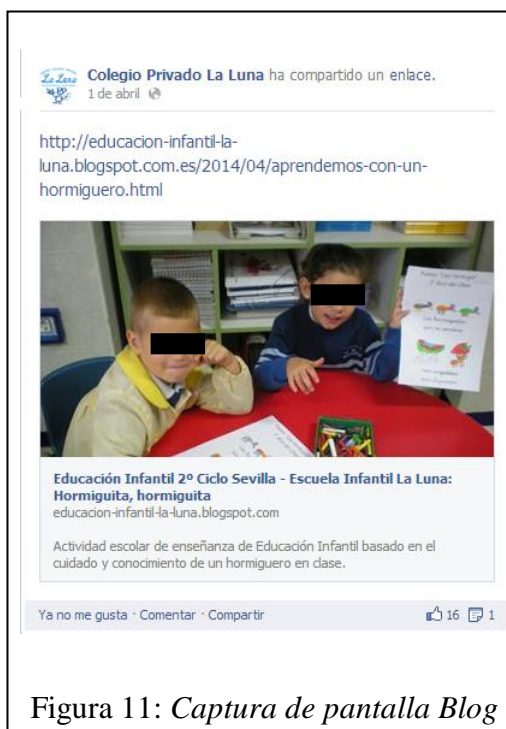 La Luna
Colegio Privado La Luna ha compartido un enlace.
1 de abril
http://educacion-infantil-la-
luna.blogspot.com.es/2014/04/aprendemos-con-un-
hormiguero.html
Educación Infantil 2º Ciclo Sevilla - Escuela Infantil La Luna:
Hormiguita, hormiguita
educacion-infantil-la-luna.blogspot.com
Actividad escolar de enseñanza de Educación Infantil basado en el
cuidado y conocimiento de un hormiguero en clase.
Ya no me gusta · Comentar · Compartir
16 1
Figura 11: Captura de pantalla Blog